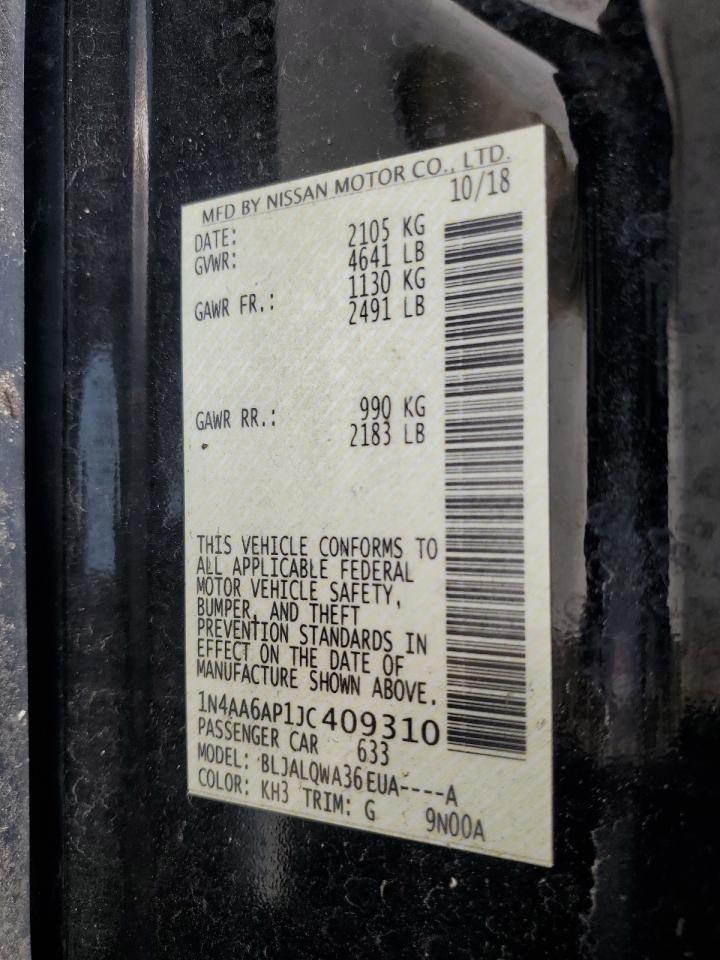 MFD BY NISSAN MOTOR CO., LTD.
DATE: 10/18
GVWR: 2105 KG
4641 LB
GAWR FR.: 1130 KG
2491 LB
GAWR RR.: 990 KG
2183 LB
THIS VEHICLE CONFORMS TO
ALL APPLICABLE FEDERAL
MOTOR VEHICLE SAFETY,
BUMPER, AND THEFT
PREVENTION STANDARDS IN
EFFECT ON THE DATE OF
MANUFACTURE SHOWN ABOVE.
1N4AA6AP1JC409310
PASSENGER CAR 633
MODEL: BLJALQWA36EUA----A
COLOR: KH3 TRIM: G 9N00A